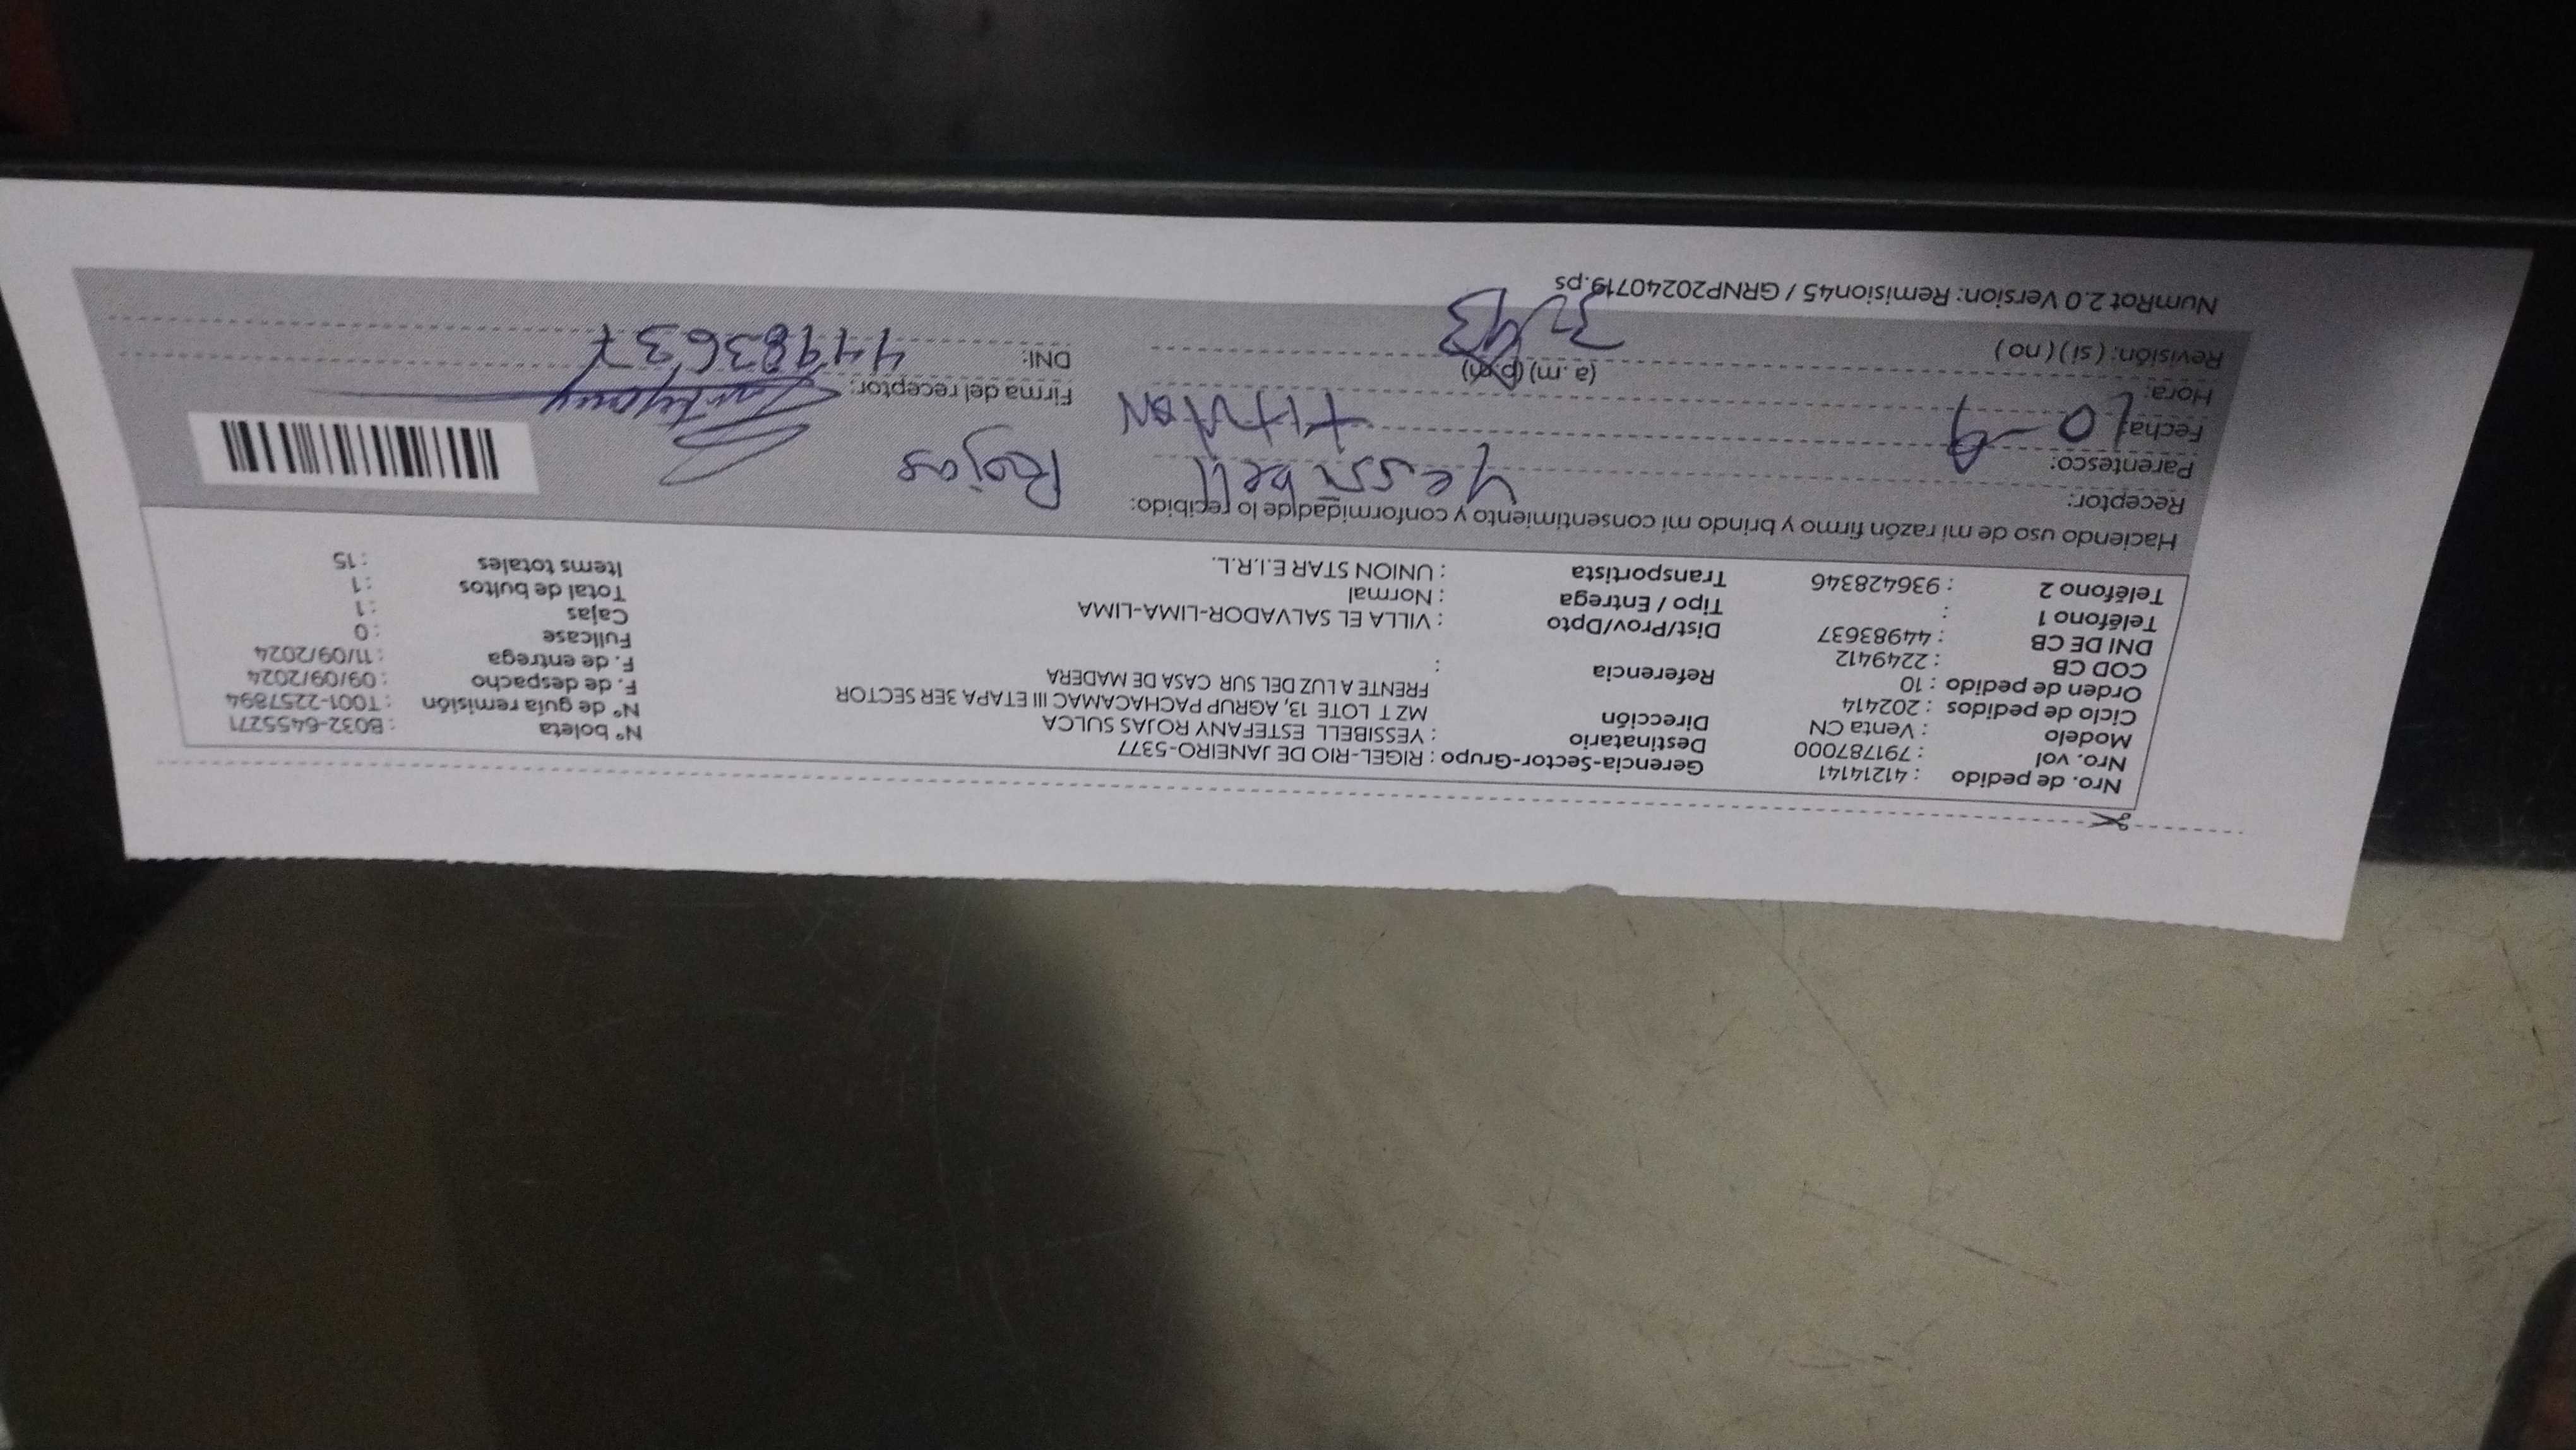 Nro. de pedido : 41214141 Gerencia-Sector-Grupo : RIGEL-RIO DE JANEIRO-5377 N° boleta : B032-6455271
Nro. vol : 791787000 Destinatario : YESSIBELL ESTEFANY ROJAS SULCA N° de guía remisión : T001-2257894
Modelo : Venta CN Dirección MZ T LOTE 13, AGRUP PACHACAMAC III ETAPA 3ER SECTOR F. de despacho : 09/09/2024
Ciclo de pedidos : 202414 FRENTE A LUZ DEL SUR CASA DE MADERA F. de entrega : 11/09/2024
Orden de pedido : 10 Referencia : Fullcase : 0
COD CB : 2249412 Dist/Prov/Dpto : VILLA EL SALVADOR-LIMA-LIMA Cajas : 1
DNI DE CB : 44983637 Tipo / Entrega : Normal Total de bultos : 1
Teléfono 1 : Transportista : UNION STAR E.I.R.L. Items totales : 15
Teléfono 2 : 936428346
Haciendo uso de mi razón firmo y brindo mi consentimiento y conformidad de lo recibido:
Receptor: Rojas
Parentesco:
Fecha: 10-9
Hora: (a.m) (p.m) Firma del receptor:
Revisión: ( si ) ( no ) DNI: 44983637
NumRot 2.0 Version: Remision45 / GRNP20240719.ps